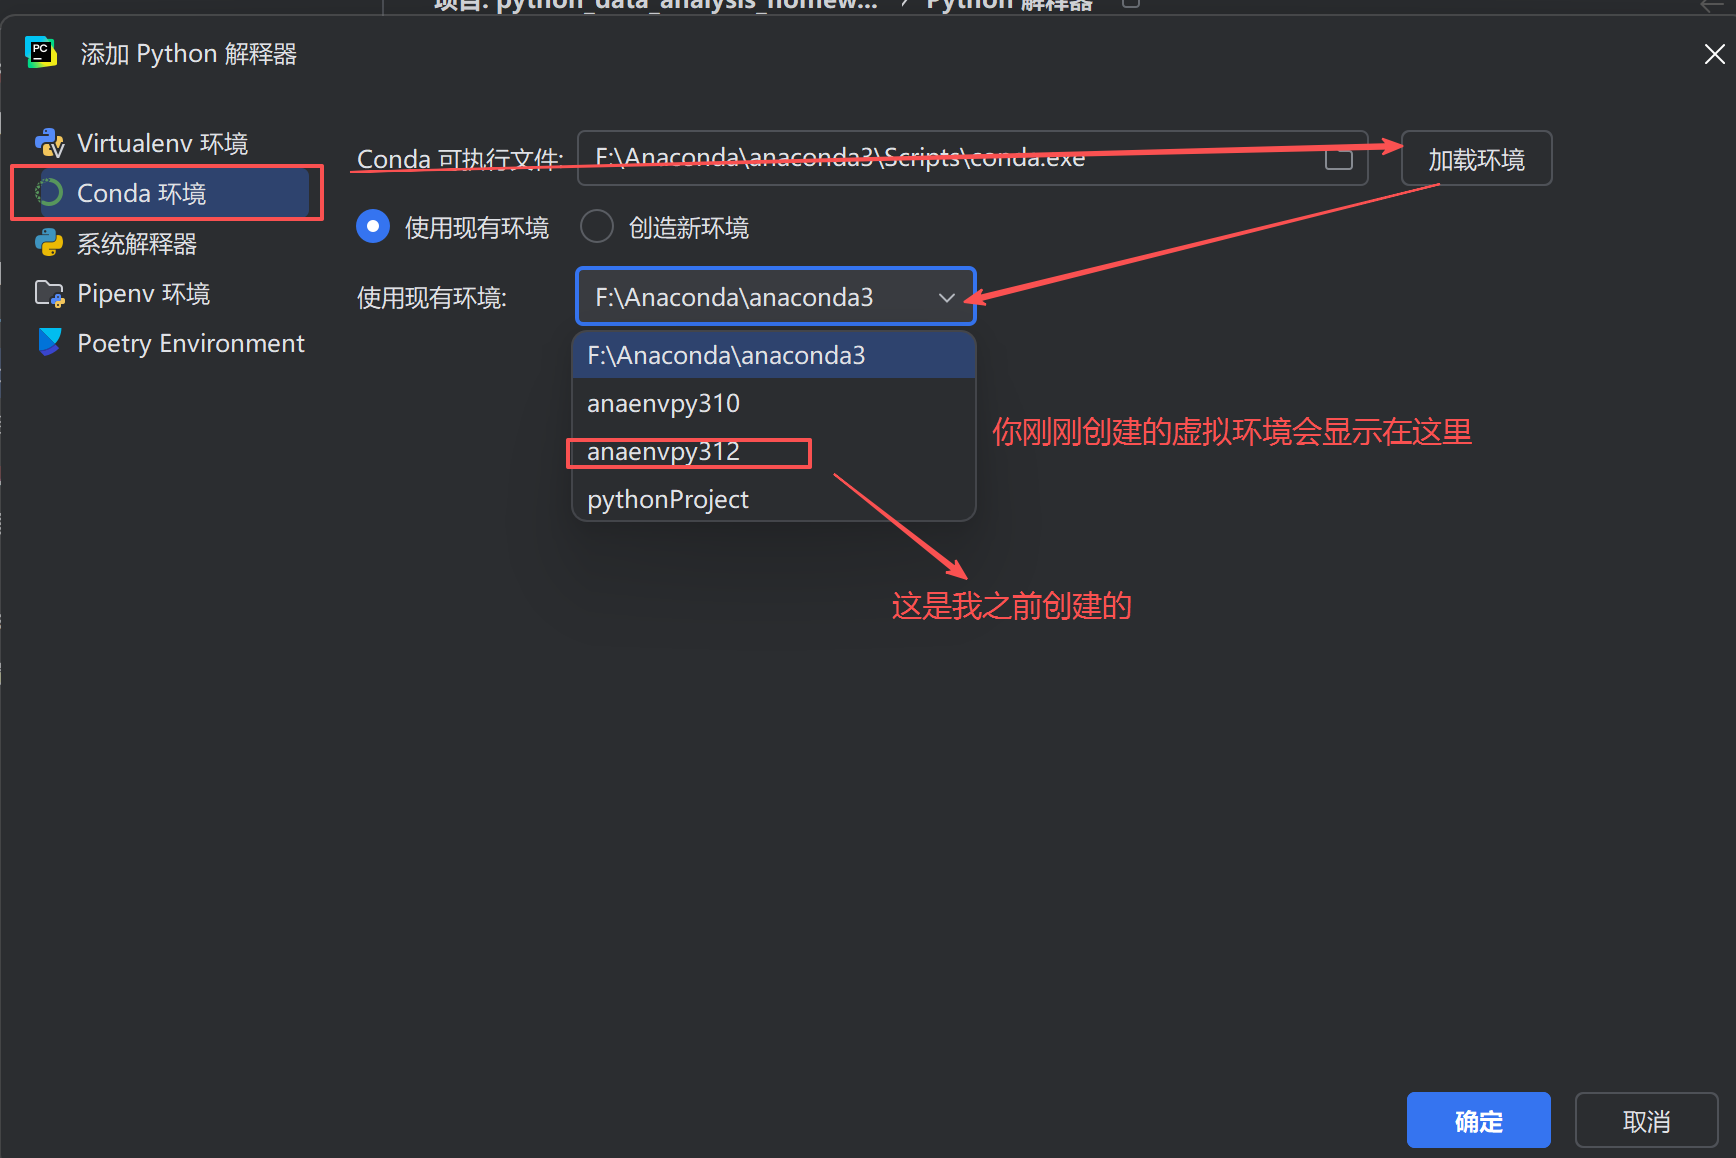 项目: python_data_analysis_homew... › Python 解释器
PC
添加 Python 解释器
Virtualenv 环境
Conda 环境
系统解释器
Pipenv 环境
Poetry Environment
Conda 可执行文件: F:\Anaconda\anaconda3\Scripts\conda.exe
加载环境
使用现有环境 创造新环境
使用现有环境: F:\Anaconda\anaconda3
F:\Anaconda\anaconda3
anaenvpy310
anaenvpy312
pythonProject
你刚刚创建的虚拟环境会显示在这里
这是我之前创建的
确定 取消